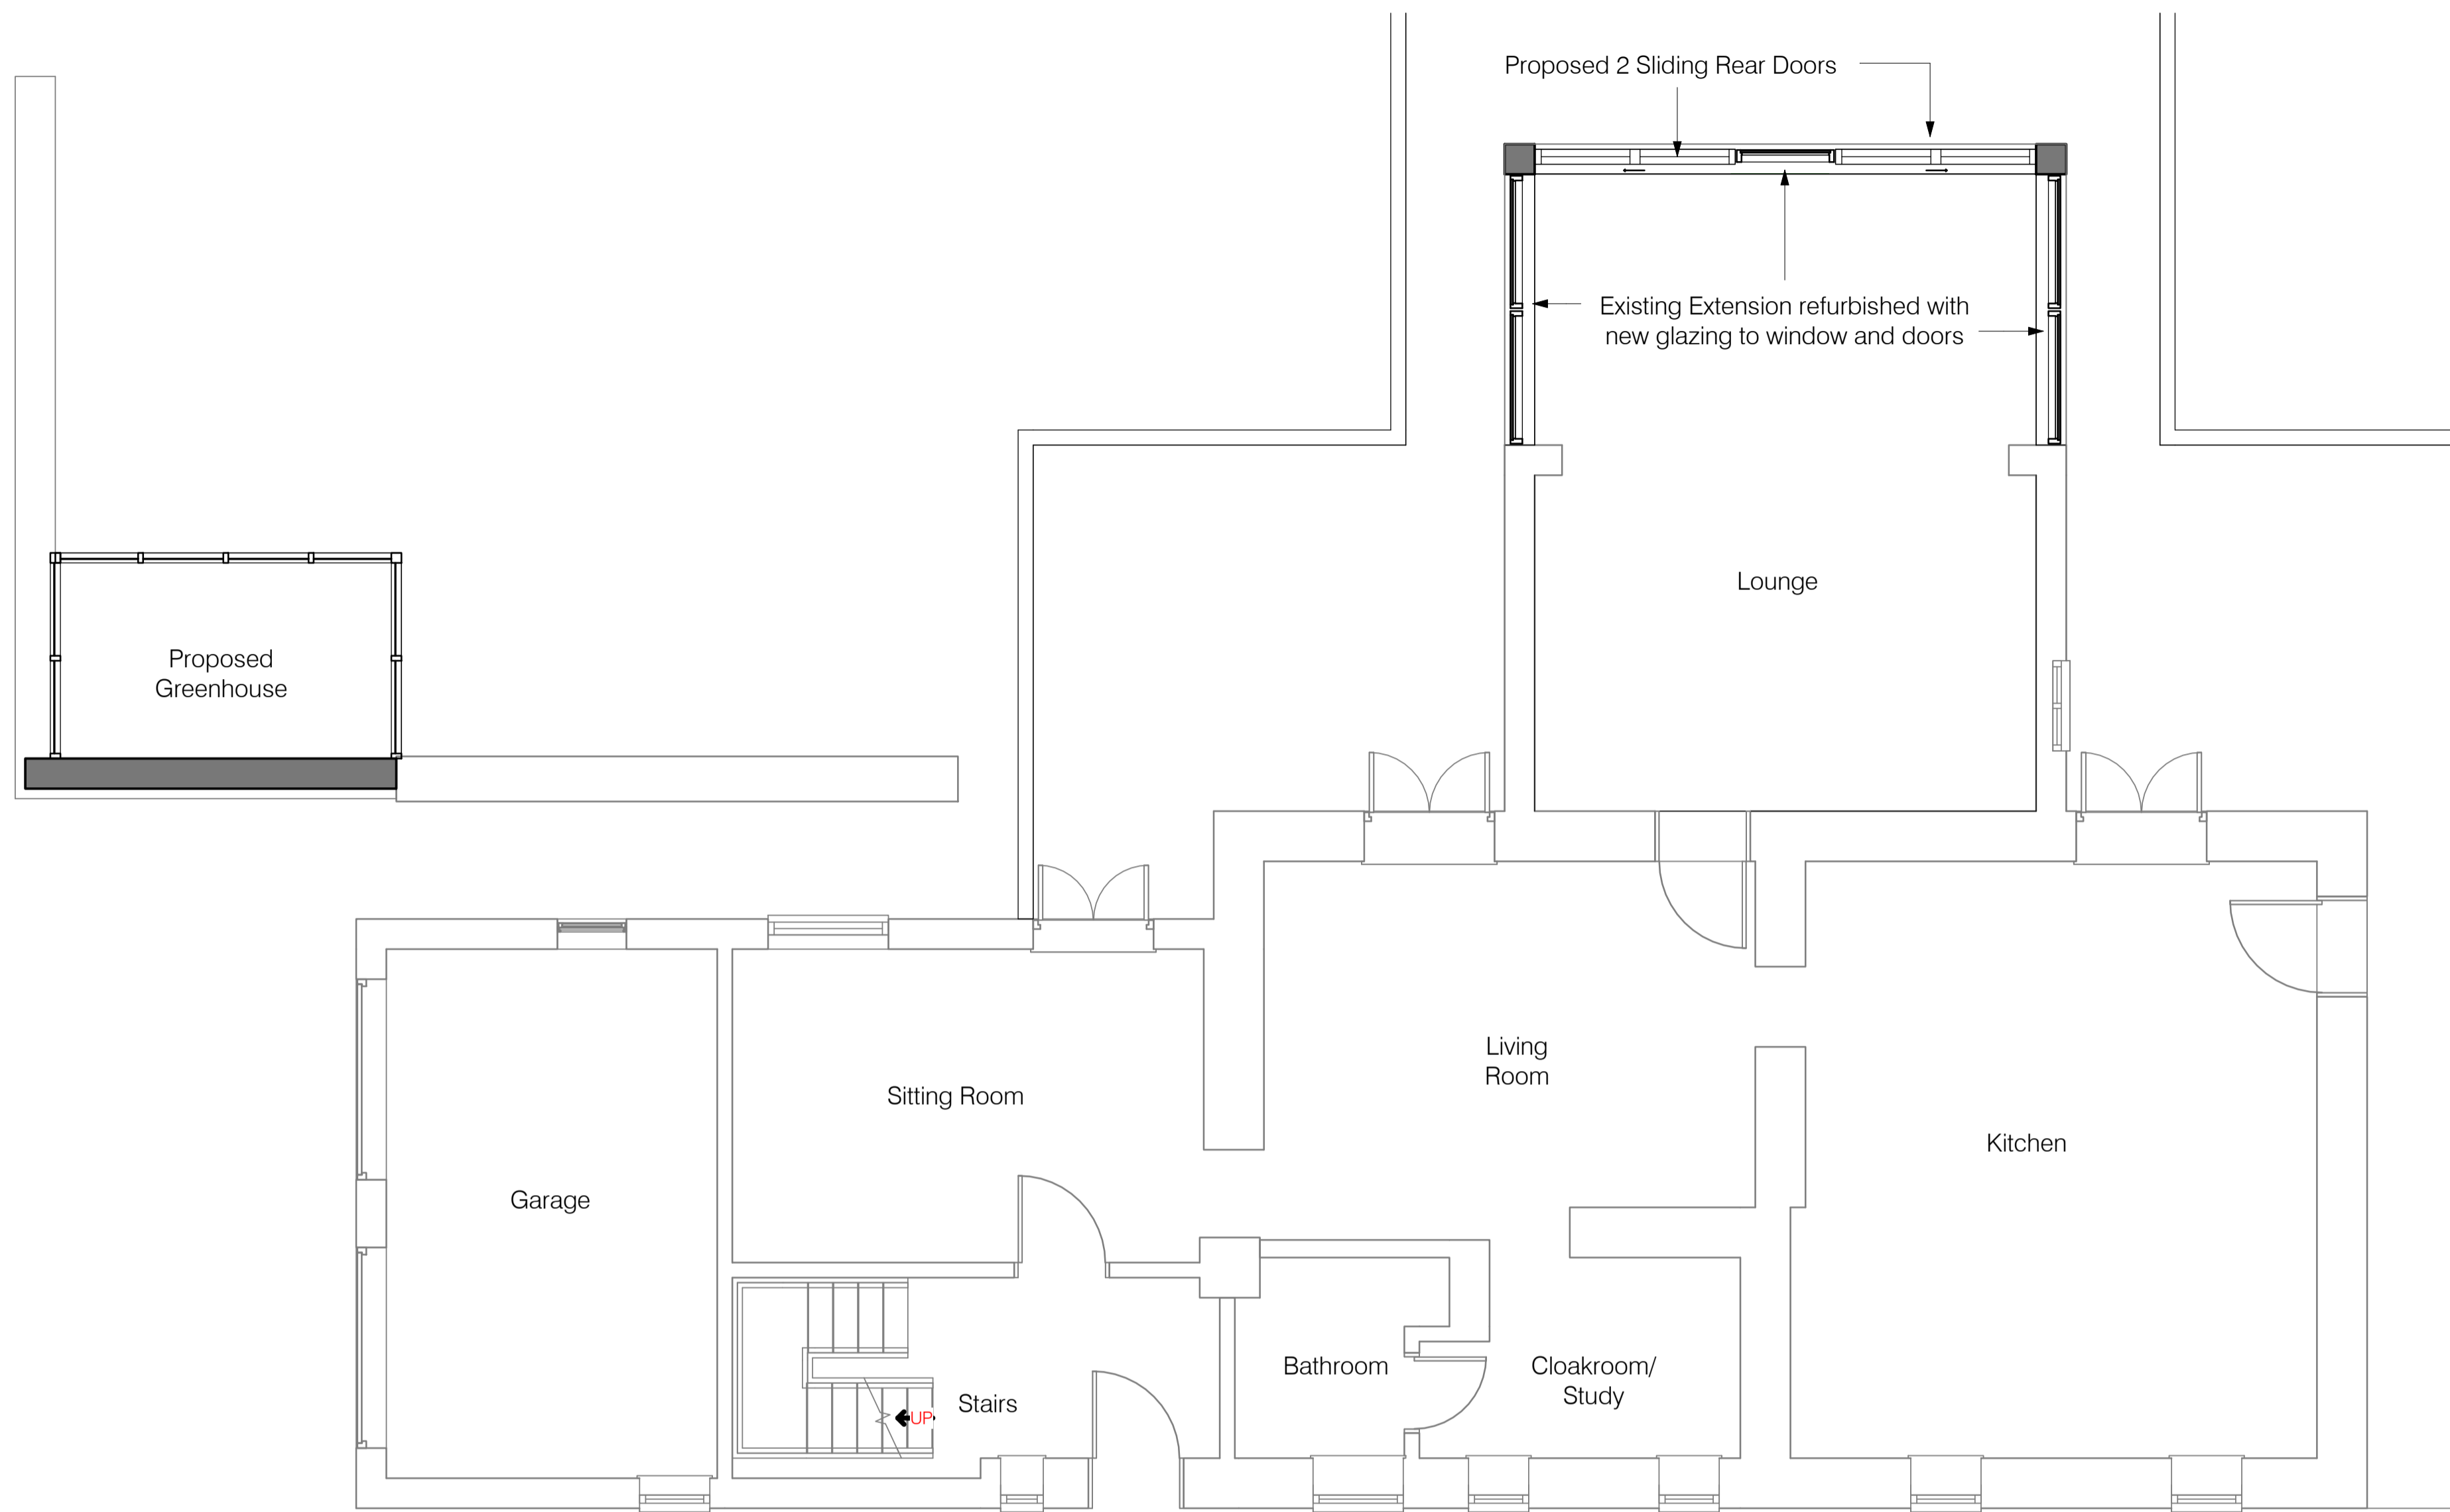 Proposed 2 Sliding Rear Doors
Existing Extension refurbished with
new glazing to window and doors
Lounge
Proposed
Greenhouse
Living
Room
Sitting Room
Kitchen
Garage
Bathroom
Cloakroom/
Study
Stairs
UP